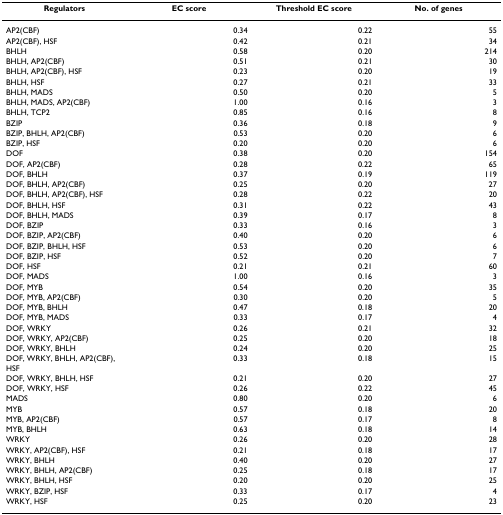 Regulators EC score Threshold EC score No. of genes
AP2(CBF) 0.34 0.22 55
AP2(CBF), HSF 0.42 0.21 34
BHLH 0.58 0.20 214
BHLH, AP2(CBF) 0.51 0.21 30
BHLH, AP2(CBF), HSF 0.23 0.20 19
BHLH, HSF 0.27 0.21 33
BHLH, MADS 0.50 0.20 5
BHLH, MADS, AP2(CBF) 1.00 0.16 3
BHLH, TCP2 0.85 0.16 8
BZIP 0.36 0.18 9
BZIP, BHLH, AP2(CBF) 0.53 0.20 6
BZIP, HSF 0.20 0.20 6
DOF 0.38 0.20 154
DOF, AP2(CBF) 0.28 0.22 65
DOF, BHLH 0.37 0.19 119
DOF, BHLH, AP2(CBF) 0.25 0.20 27
DOF, BHLH, AP2(CBF), HSF 0.28 0.22 20
DOF, BHLH, HSF 0.31 0.22 43
DOF, BHLH, MADS 0.39 0.17 8
DOF, BZIP 0.33 0.16 3
DOF, BZIP, AP2(CBF) 0.40 0.20 6
DOF, BZIP, BHLH, HSF 0.53 0.20 6
DOF, BZIP, HSF 0.52 0.20 7
DOF, HSF 0.21 0.21 60
DOF, MADS 1.00 0.16 3
DOF, MYB 0.54 0.20 35
DOF, MYB, AP2(CBF) 0.30 0.20 5
DOF, MYB, BHLH 0.47 0.18 20
DOF, MYB, MADS 0.33 0.17 4
DOF, WRKY 0.26 0.21 32
DOF, WRKY, AP2(CBF) 0.25 0.20 18
DOF, WRKY, BHLH 0.24 0.20 25
DOF, WRKY, BHLH, AP2(CBF), 0.33 0.18 15
HSF
DOF, WRKY, BHLH, HSF 0.21 0.20 27
DOF, WRKY, HSF 0.26 0.22 45
MADS 0.80 0.20 6
MYB 0.57 0.18 20
MYB, AP2(CBF) 0.57 0.17 8
MYB, BHLH 0.63 0.18 14
WRKY 0.26 0.20 28
WRKY, AP2(CBF), HSF 0.21 0.18 17
WRKY, BHLH 0.40 0.20 27
WRKY, BHLH, AP2(CBF) 0.25 0.18 17
WRKY, BHLH, HSF 0.20 0.20 25
WRKY, BZIP, HSF 0.33 0.17 4
WRKY, HSF 0.25 0.20 23